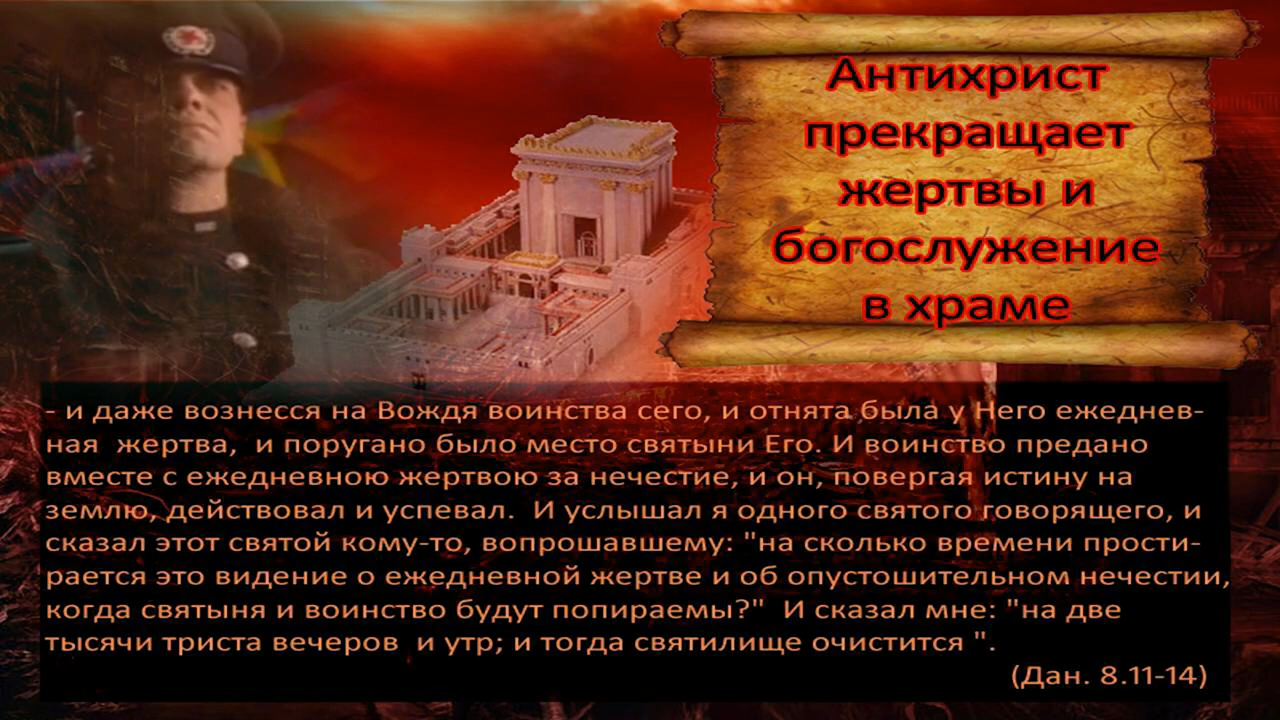 Антихрист
прекращает
жертвы и
богослужение
в храме
- и даже вознесся на Вождя воинства сего, и отнята была у Него ежеднев-
ная жертва, и поругано было место святыни Его. И воинство предано
вместе с ежедневною жертвою за нечестие, и он, повергая истину на
землю, действовал и успевал. И услышал я одного святого говорящего, и
сказал этот святой кому-то, вопрошавшему: "на сколько времени прости-
рается это видение о ежедневной жертве и об опустошительном нечестии,
когда святыня и воинство будут попираемы?" И сказал мне: "на две
тысячи триста вечеров и утр; и тогда святилище очистится ".
(Дан. 8.11-14)